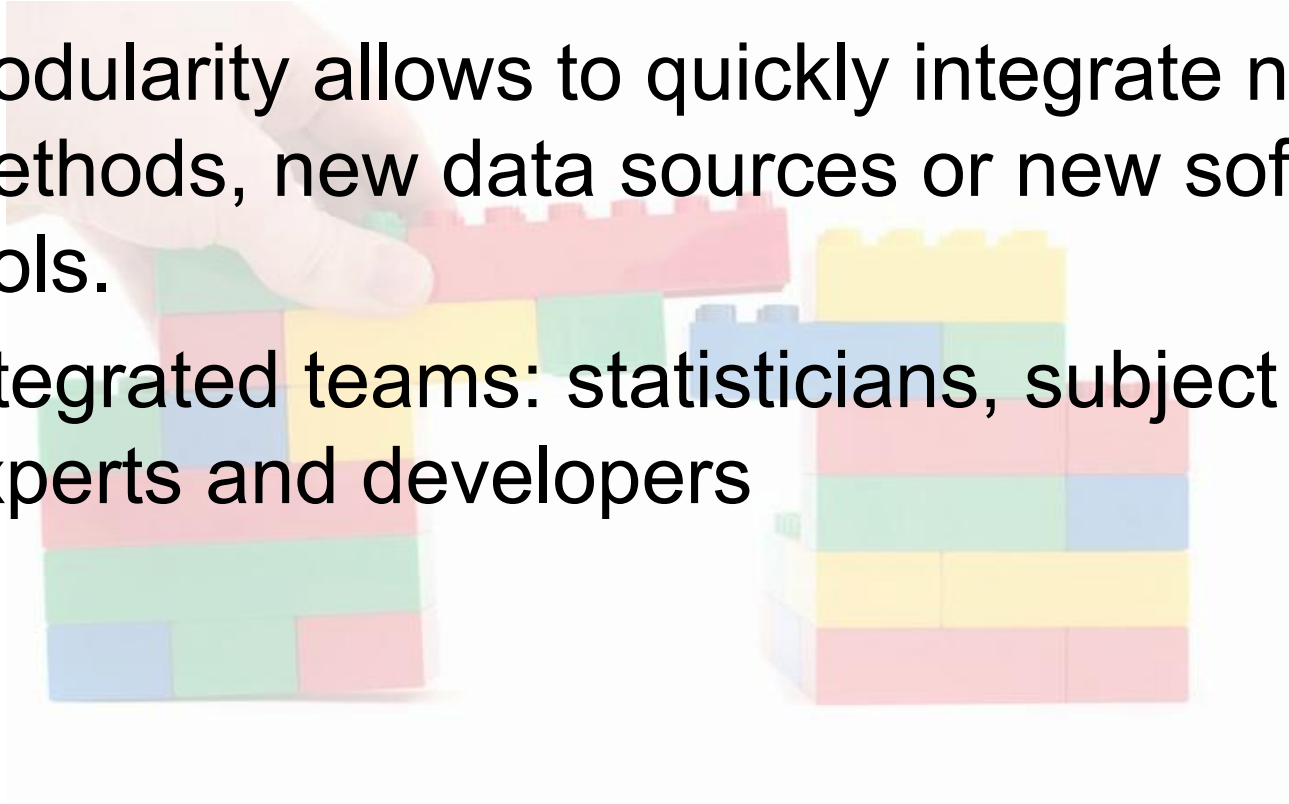 odularity allows to quickly integrate n
ethods, new data sources or new sof
ols.
tegrated teams: statisticians, subject
xperts and developers